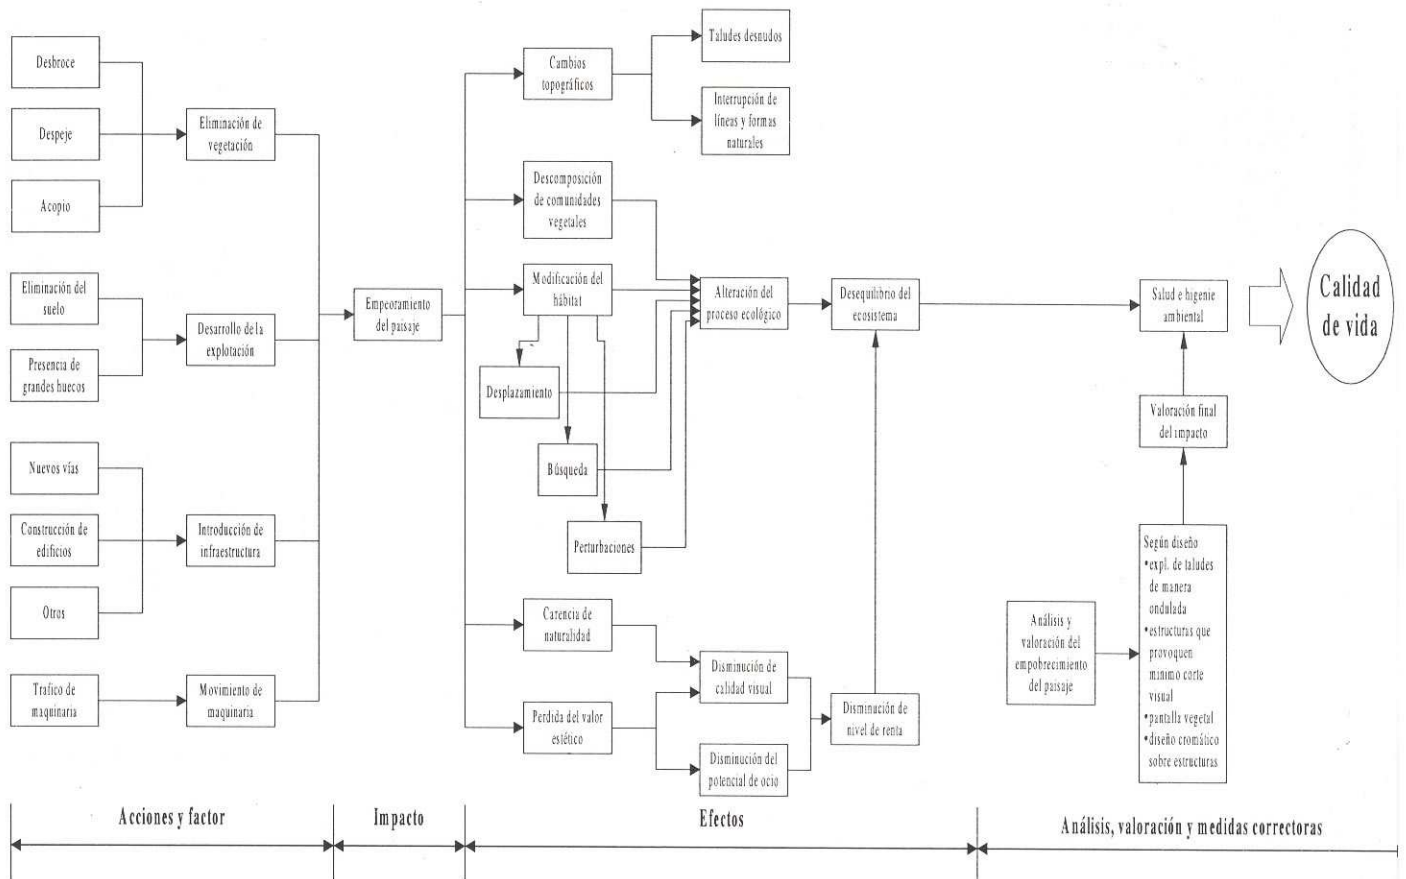 Desbroce
Despeje
Acopio
Eliminación de
vegetación
Eliminación del
suelo
Presencia de
grandes huecos
Desarrollo de la
explotación
Nuevos vías
Construcción de
edificios
Otros
Introducción de
infraestructura
Trafico de
maquinaria
Movimiento de
maquinaria
Empeoramiento
del paisaje
Cambios
topográficos
Taludes desnudos
Interrupción de
líneas y formas
naturales
Descomposición
de comunidades
vegetales
Modificación del
hábitat
Desplazamiento
Búsqueda
Perturbaciones
Alteración del
proceso ecológico
Desequilibrio del
ecosistema
Carencia de
naturalidad
Perdida del valor
estético
Disminución de
calidad visual
Disminución del
potencial de ocio
Disminución de
nivel de renta
Análisis y
valoración del
empobrecimiento
del paisaje
Según diseño
•expl. de taludes
de manera
ondulada
•estructuras que
provoquen
mínimo corte
visual
•pantalla vegetal
•diseño cromático
sobre estructuras
Valoración final
del impacto
Salud e higenie
ambiental
Calidad
de vida
Acciones y factor
Impacto
Efectos
Análisis, valoración y medidas correctoras